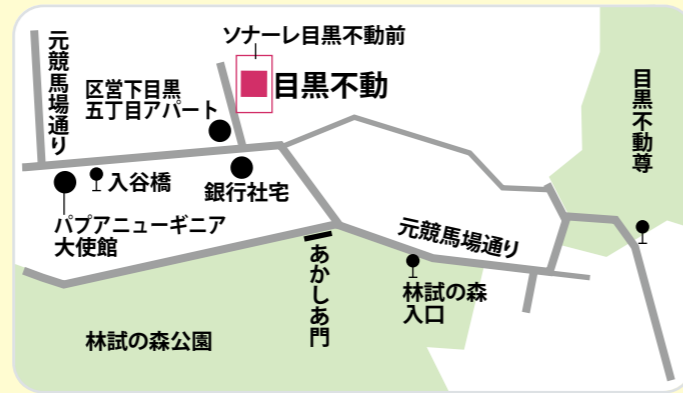 ソナーレ目黒不動前
元競馬場通り
区営下目黒
五丁目アパート
目黒不動
目黒不動尊
入谷橋
銀行社宅
パプアニューギニア
大使館
元競馬場通り
あかしあ門
林試の森
入口
林試の森公園